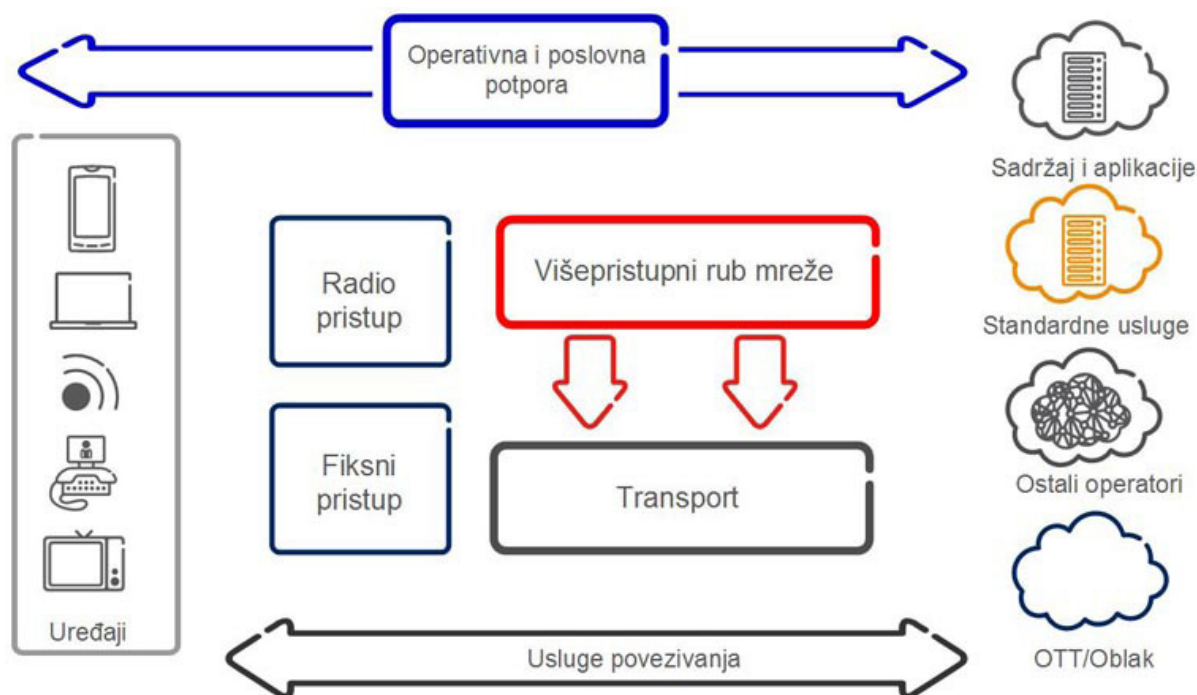 Operativna i poslovna
potpora
Sadržaj i aplikacije
Radio
pristup
Višepristupni rub mreže
Standardne usluge
Fiksni
pristup
Transport
Ostali operatori
Uređaji
Usluge povezivanja
OTT/Oblak